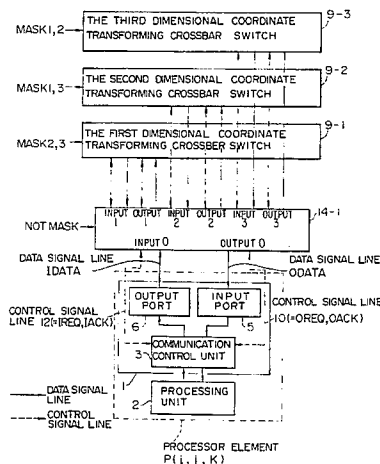 9-3
THE THIRD DIMENSIONAL COORDINATE
MASK1,2
TRANSFORMING CROSSBAR SWITCH
9-2
THE SECOND DIMENSIONAL COORDINATE
MASK1,3
TRANSFORMING CROSSBAR SWITCH
9-1
THE FIRST DIMENSIONAL COORDINATE
MASK2,3
TRANSFORMING CROSSBER SWITCH
INPUT 1 OUTPUT 1 INPUT 2 OUTPUT 2 INPUT 3 OUTPUT 3
14-1
NOT MASK
INPUT 0 OUTPUT 0
DATA SIGNAL LINE IDATA
DATA SIGNAL LINE ODATA
CONTROL SIGNAL LINE 12(=IREQ,IACK)
OUTPUT PORT
INPUT PORT
CONTROL SIGNAL LINE 10(=OREQ,OACK)
6
5
3
COMMUNICATION CONTROL UNIT
1
2
PROCESSING UNIT
DATA SIGNAL LINE
CONTROL SIGNAL LINE
PROCESSOR ELEMENT
P(i,j,K)